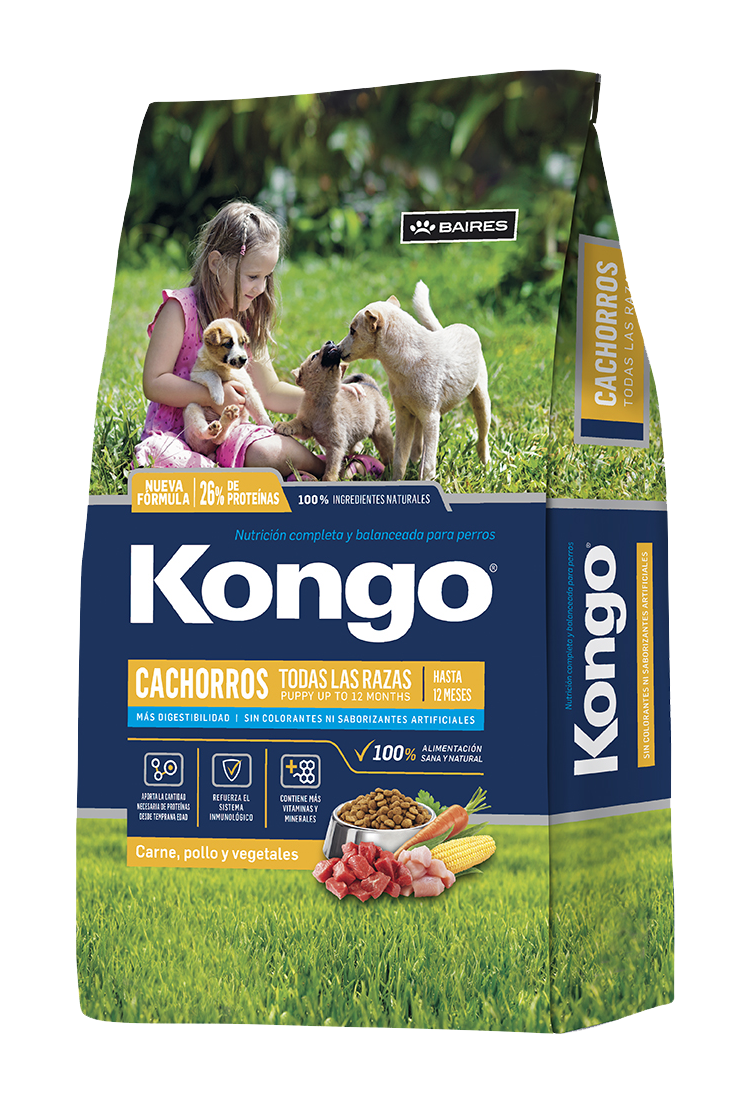 BAIRES
CACHORROS
TODAS LAS RAZA
NUEVA
FÓRMULA
26% DE
PROTEÍNAS
100% INGREDIENTES NATURALES
Nutrición completa y balanceada para perros
Kongo®
CACHORROS
TODAS LAS RAZAS
PUPPY UP TO 12 MONTHS
HASTA
12 MESES
MÁS DIGESTIBILIDAD | SIN COLORANTES NI SABORIZANTES ARTIFICIALES
100% ALIMENTACIÓN
SANA Y NATURAL
APORTA LA CANTIDAD
NECESARIA DE PROTEÍNAS
DESDE TEMPRANA EDAD
REFUERZA EL
SISTEMA
INMUNOLÓGICO
CONTIENE MÁS
VITAMINAS Y
MINERALES
Carne, pollo y vegetales
Nutrición completa y balanceada para perros
Kongo®
SIN COLORANTES NI SABORIZANTES ARTIFICIALES